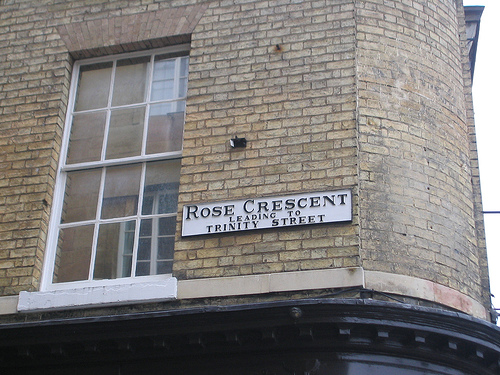 ROSE CRESCENT
LEADING TO
TRINITY STREET